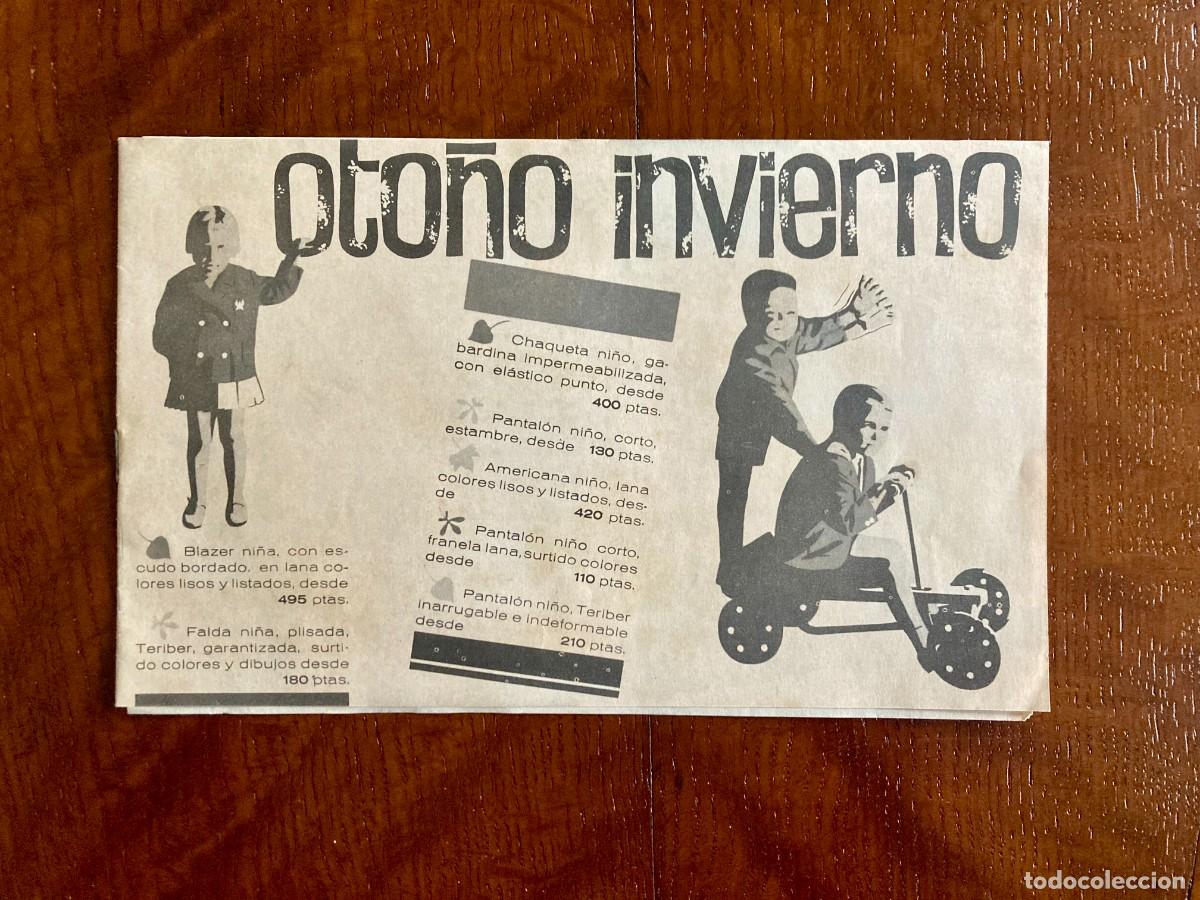 otoño invierno
Chaqueta niño, ga-
bardina impermeabilizada,
con elástico punto, desde
400 ptas.
Pantalón niño, corto,
estambre, desde 130 ptas.
Americana niño, lana
colores lisos y listados, des-
de 420 ptas.
Pantalón niño corto,
franela lana, surtido colores
desde 110 ptas.
Pantalón niño, Teriber
inarrugable e indeformable
desde 210 ptas.
Blazer niña, con es-
cudo bordado. en lana co-
lores lisos y listados, desde
495 ptas.
Falda niña, plisada,
Teriber, garantizada, surti-
do colores y dibujos desde
180 ptas.
todocoleccion